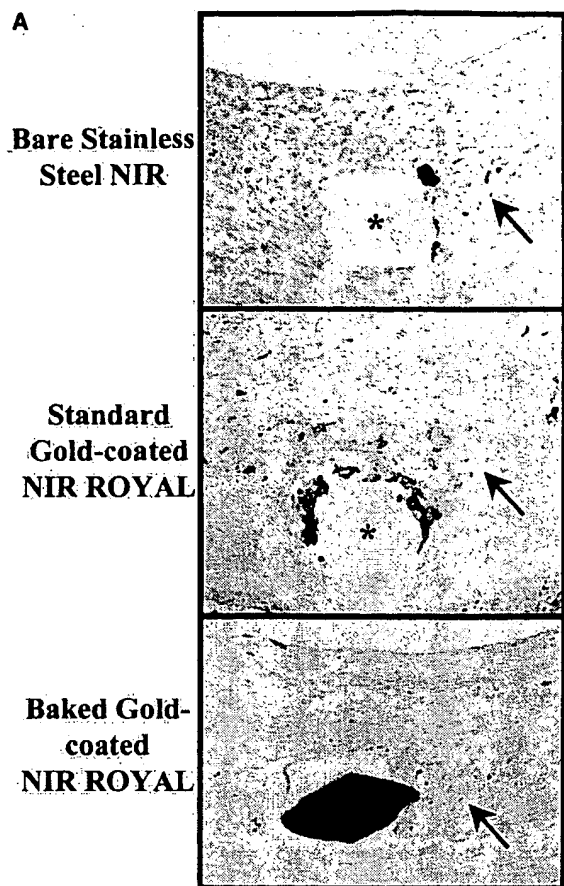 A
Bare Stainless
Steel NIR
*
Standard
Gold-coated
NIR ROYAL
*
Baked Gold-
coated
NIR ROYAL